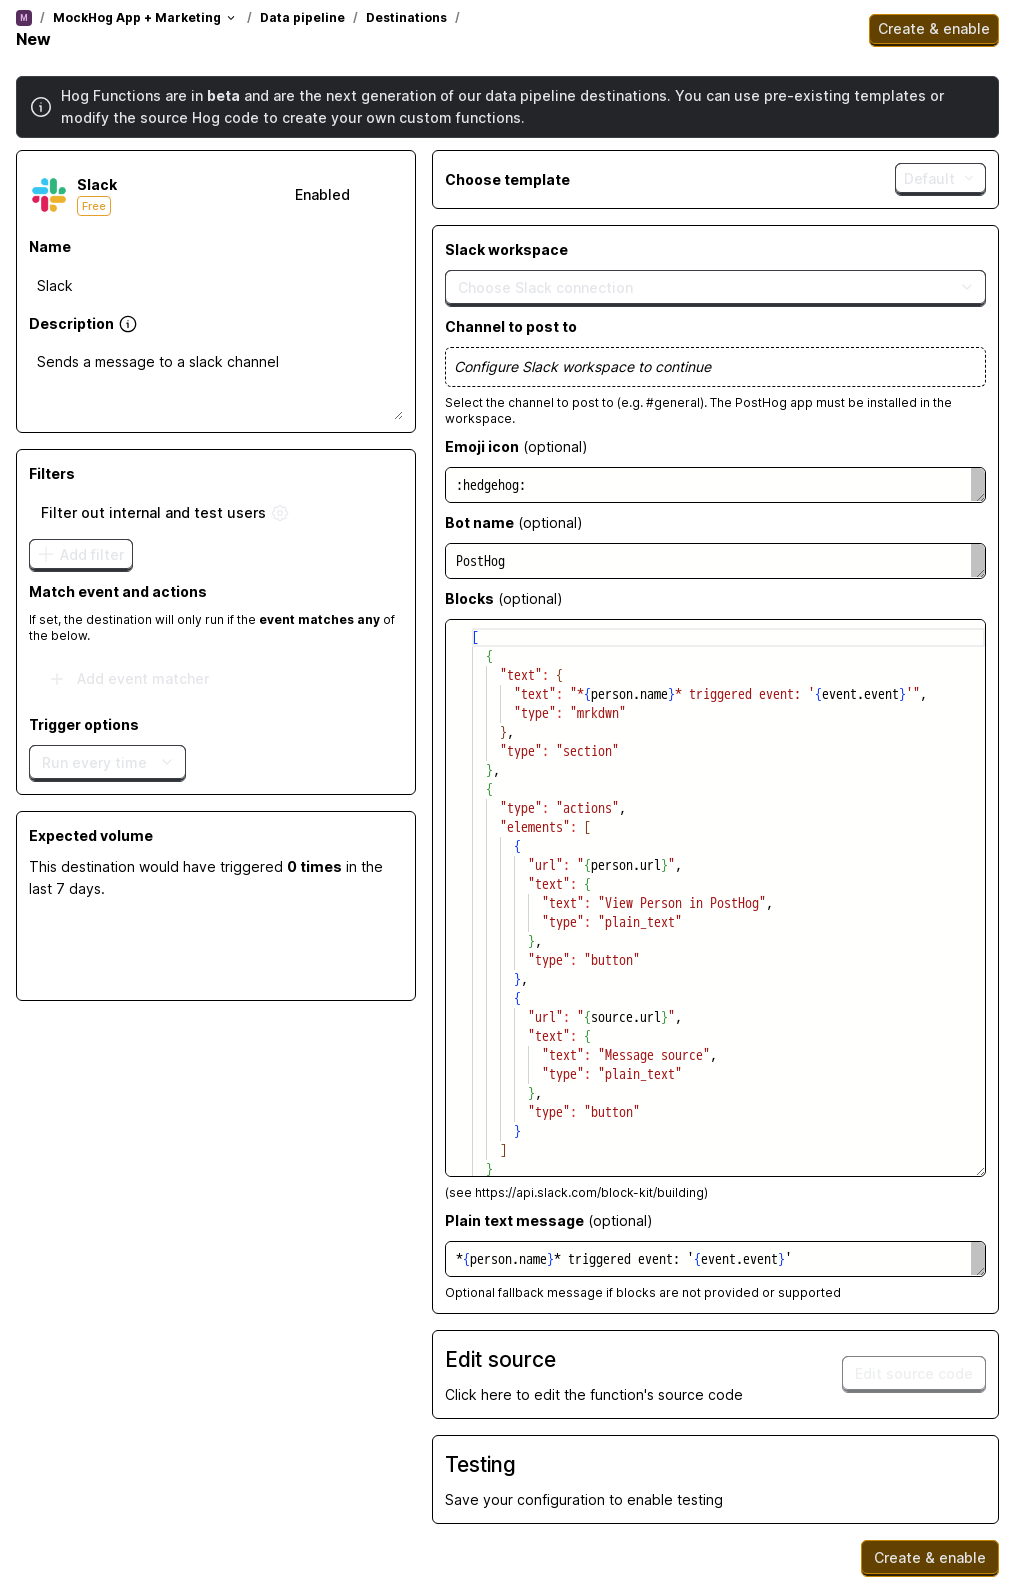 M / MockHog App + Marketing / Data pipeline / Destinations /
New
Create & enable
Hog Functions are in beta and are the next generation of our data pipeline destinations. You can use pre-existing templates or
modify the source Hog code to create your own custom functions.
Slack
Free
Enabled
Name
Slack
Description
Sends a message to a slack channel
Filters
Filter out internal and test users
Add filter
Match event and actions
If set, the destination will only run if the event matches any of
the below.
Add event matcher
Trigger options
Run every time
Expected volume
This destination would have triggered 0 times in the
last 7 days.
Choose template
Default
Slack workspace
Choose Slack connection
Channel to post to
Configure Slack workspace to continue
Select the channel to post to (e.g. #general). The PostHog app must be installed in the
workspace.
Emoji icon (optional)
:hedgehog:
Bot name (optional)
PostHog
Blocks (optional)
[
{
"text": {
"text": "*{person.name}* triggered event: '{event.event}'",
"type": "mrkdwn"
},
"type": "section"
},
{
"type": "actions",
"elements": [
{
"url": "{person.url}",
"text": {
"text": "View Person in PostHog",
"type": "plain_text"
},
"type": "button"
},
{
"url": "{source.url}",
"text": {
"text": "Message source",
"type": "plain_text"
},
"type": "button"
}
]
}
(see https://api.slack.com/block-kit/building)
Plain text message (optional)
*{person.name}* triggered event: '{event.event}'
Optional fallback message if blocks are not provided or supported
Edit source
Click here to edit the function's source code
Edit source code
Testing
Save your configuration to enable testing
Create & enable